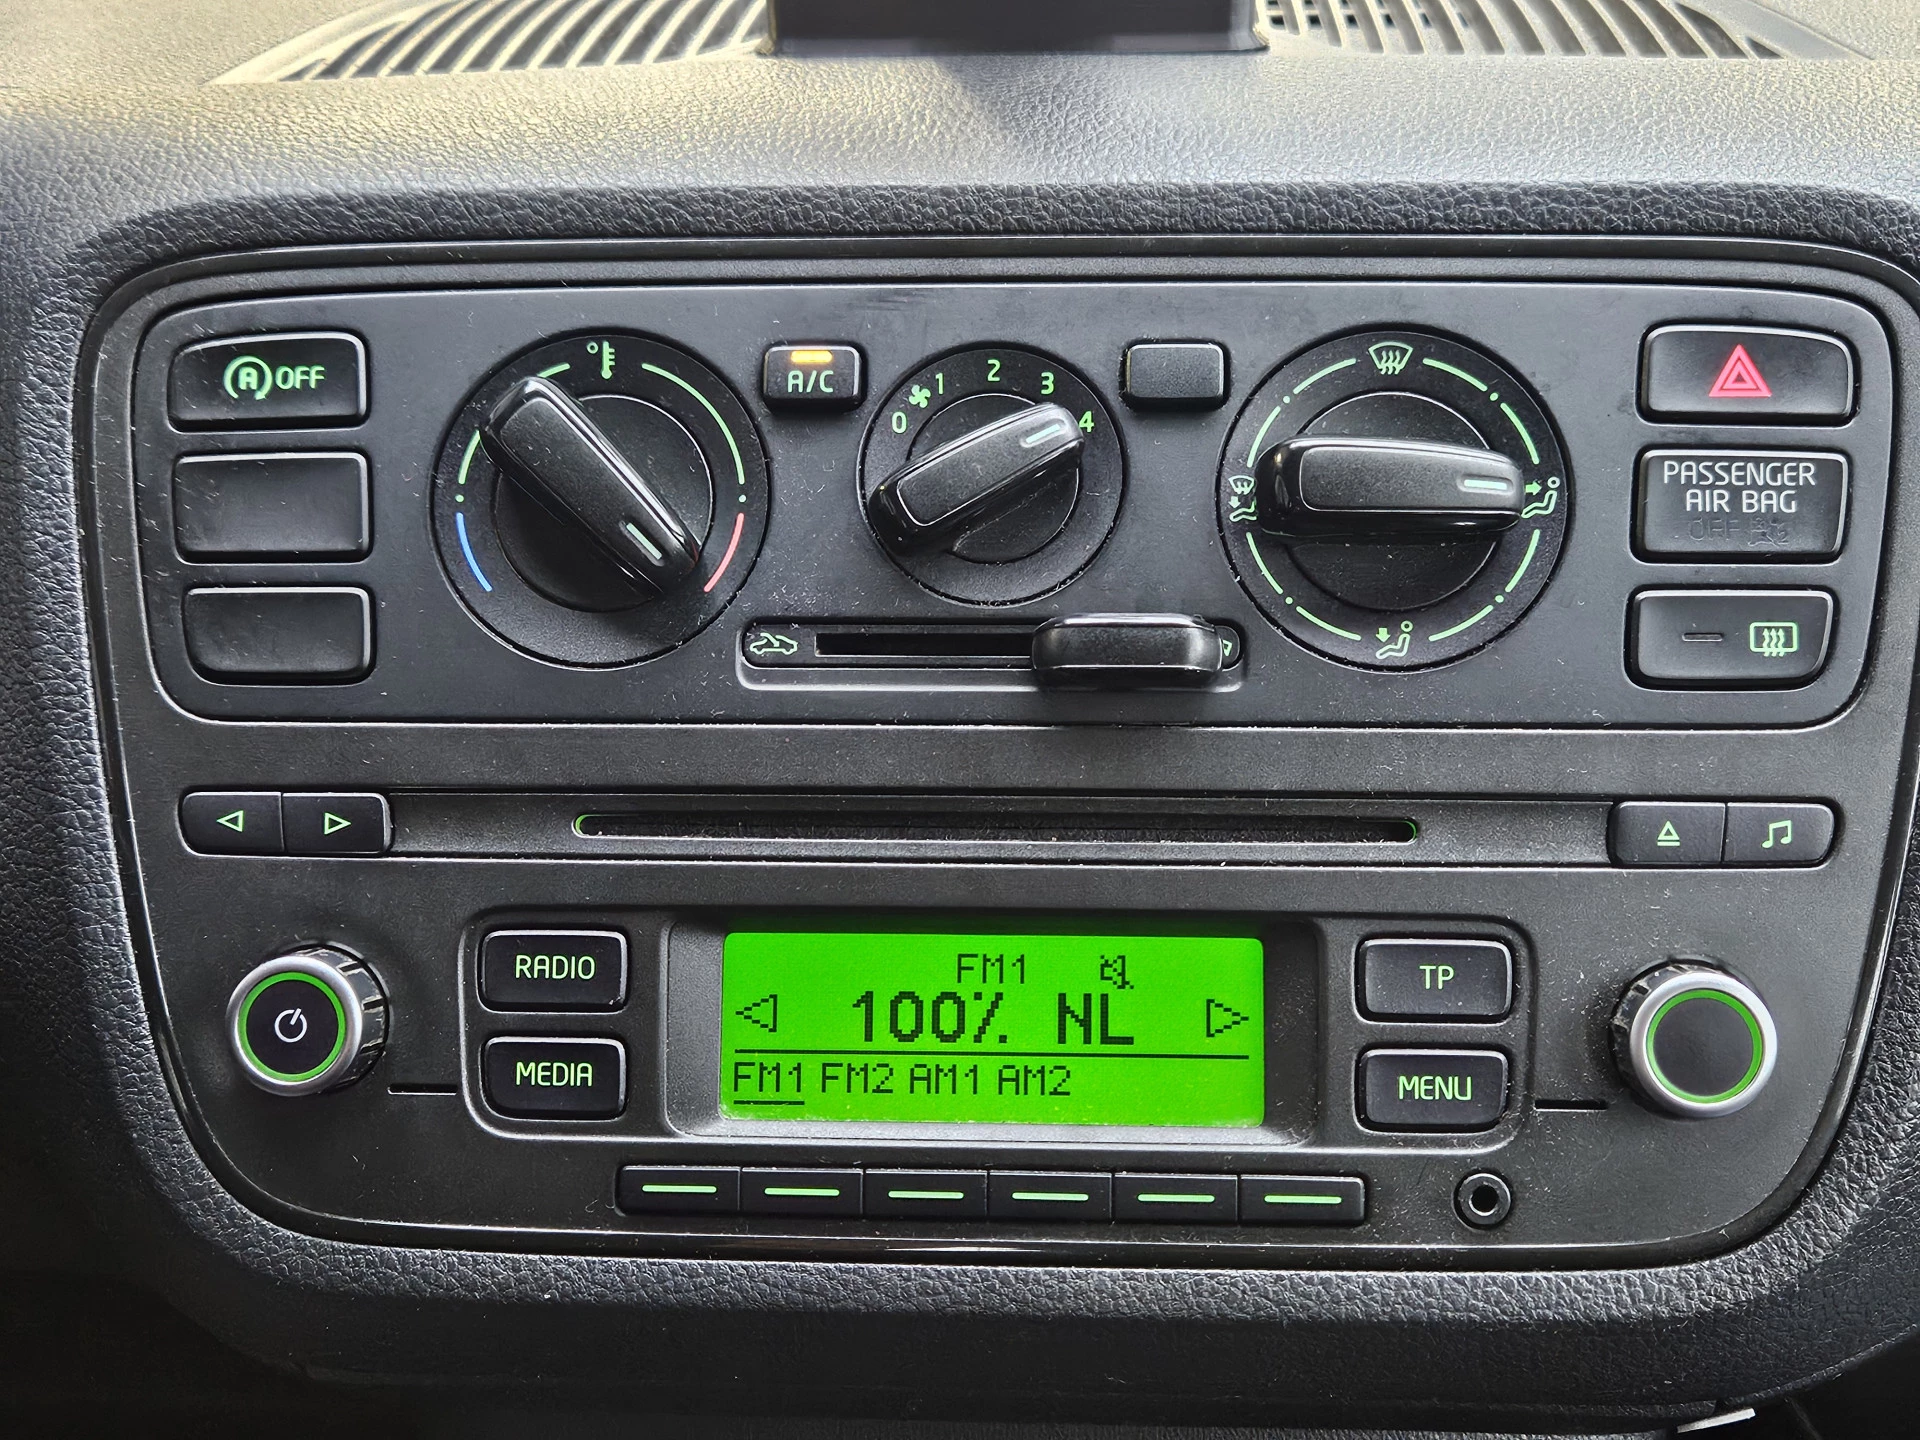 A OFF
A/C
0 1 2 3 4
PASSENGER
AIR BAG
OFF
RADIO
MEDIA
FM1
100% NL
FM1 FM2 AM1 AM2
TP
MENU